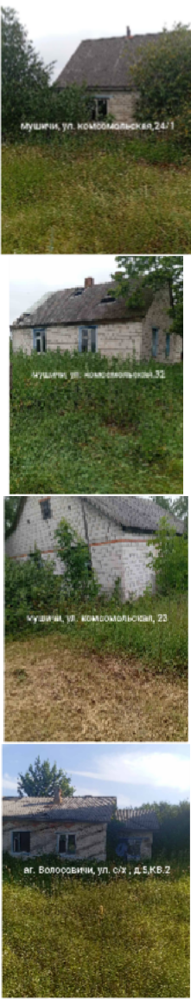 мушичи, ул. комсомольская,24/1
мушичи, ул. комсомольская,32
мушичи, ул. комсомольская, 23
аг. Волосовичи, ул. с/х , д.5,КВ.2